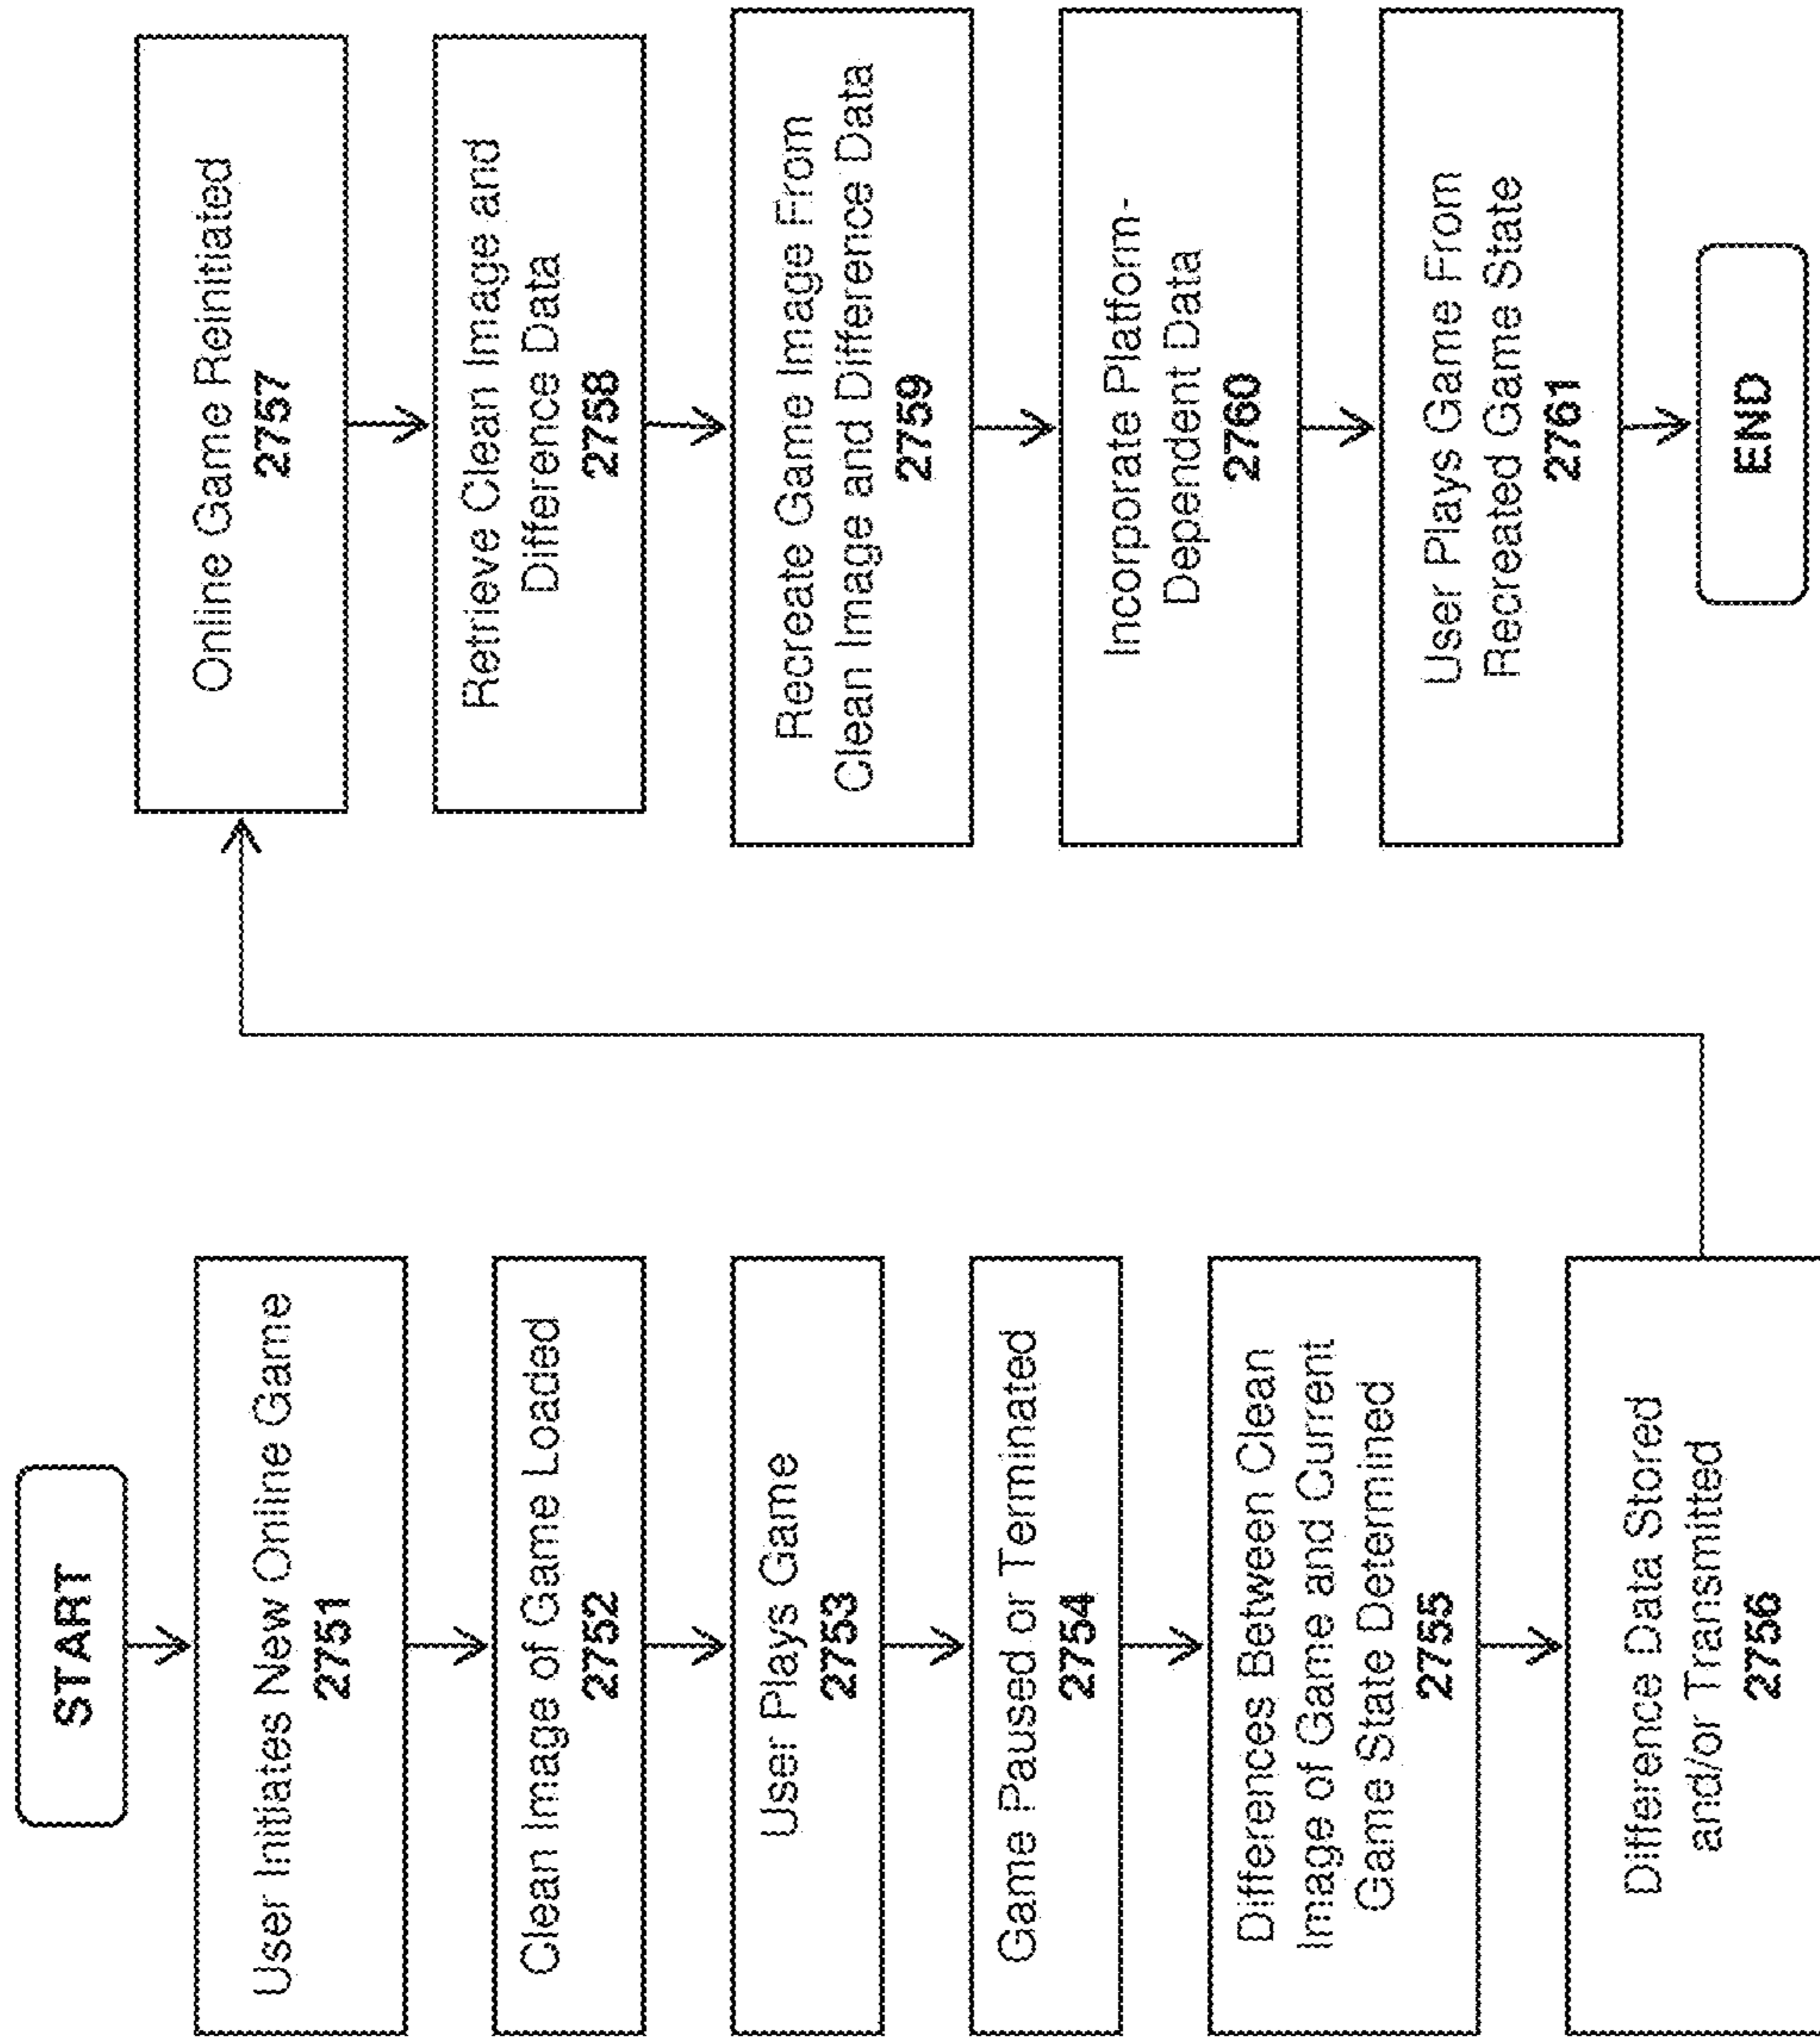 START
User Initiates New Online Game
2751
Clean Image of Game Loaded
2752
User Plays Game
2753
Game Paused or Terminated
2754
Differences Between Clean
Image of Game and Current
Game State Determined
2755
Difference Data Stored
and/or Transmitted
2756
Online Game Reinitiated
2757
Retrieve Clean Image and
Difference Data
2758
Recreate Game Image From
Clean Image and Difference Data
2759
Incorporate Platform-
Dependent Data
2760
User Plays Game From
Recreated Game State
2761
END